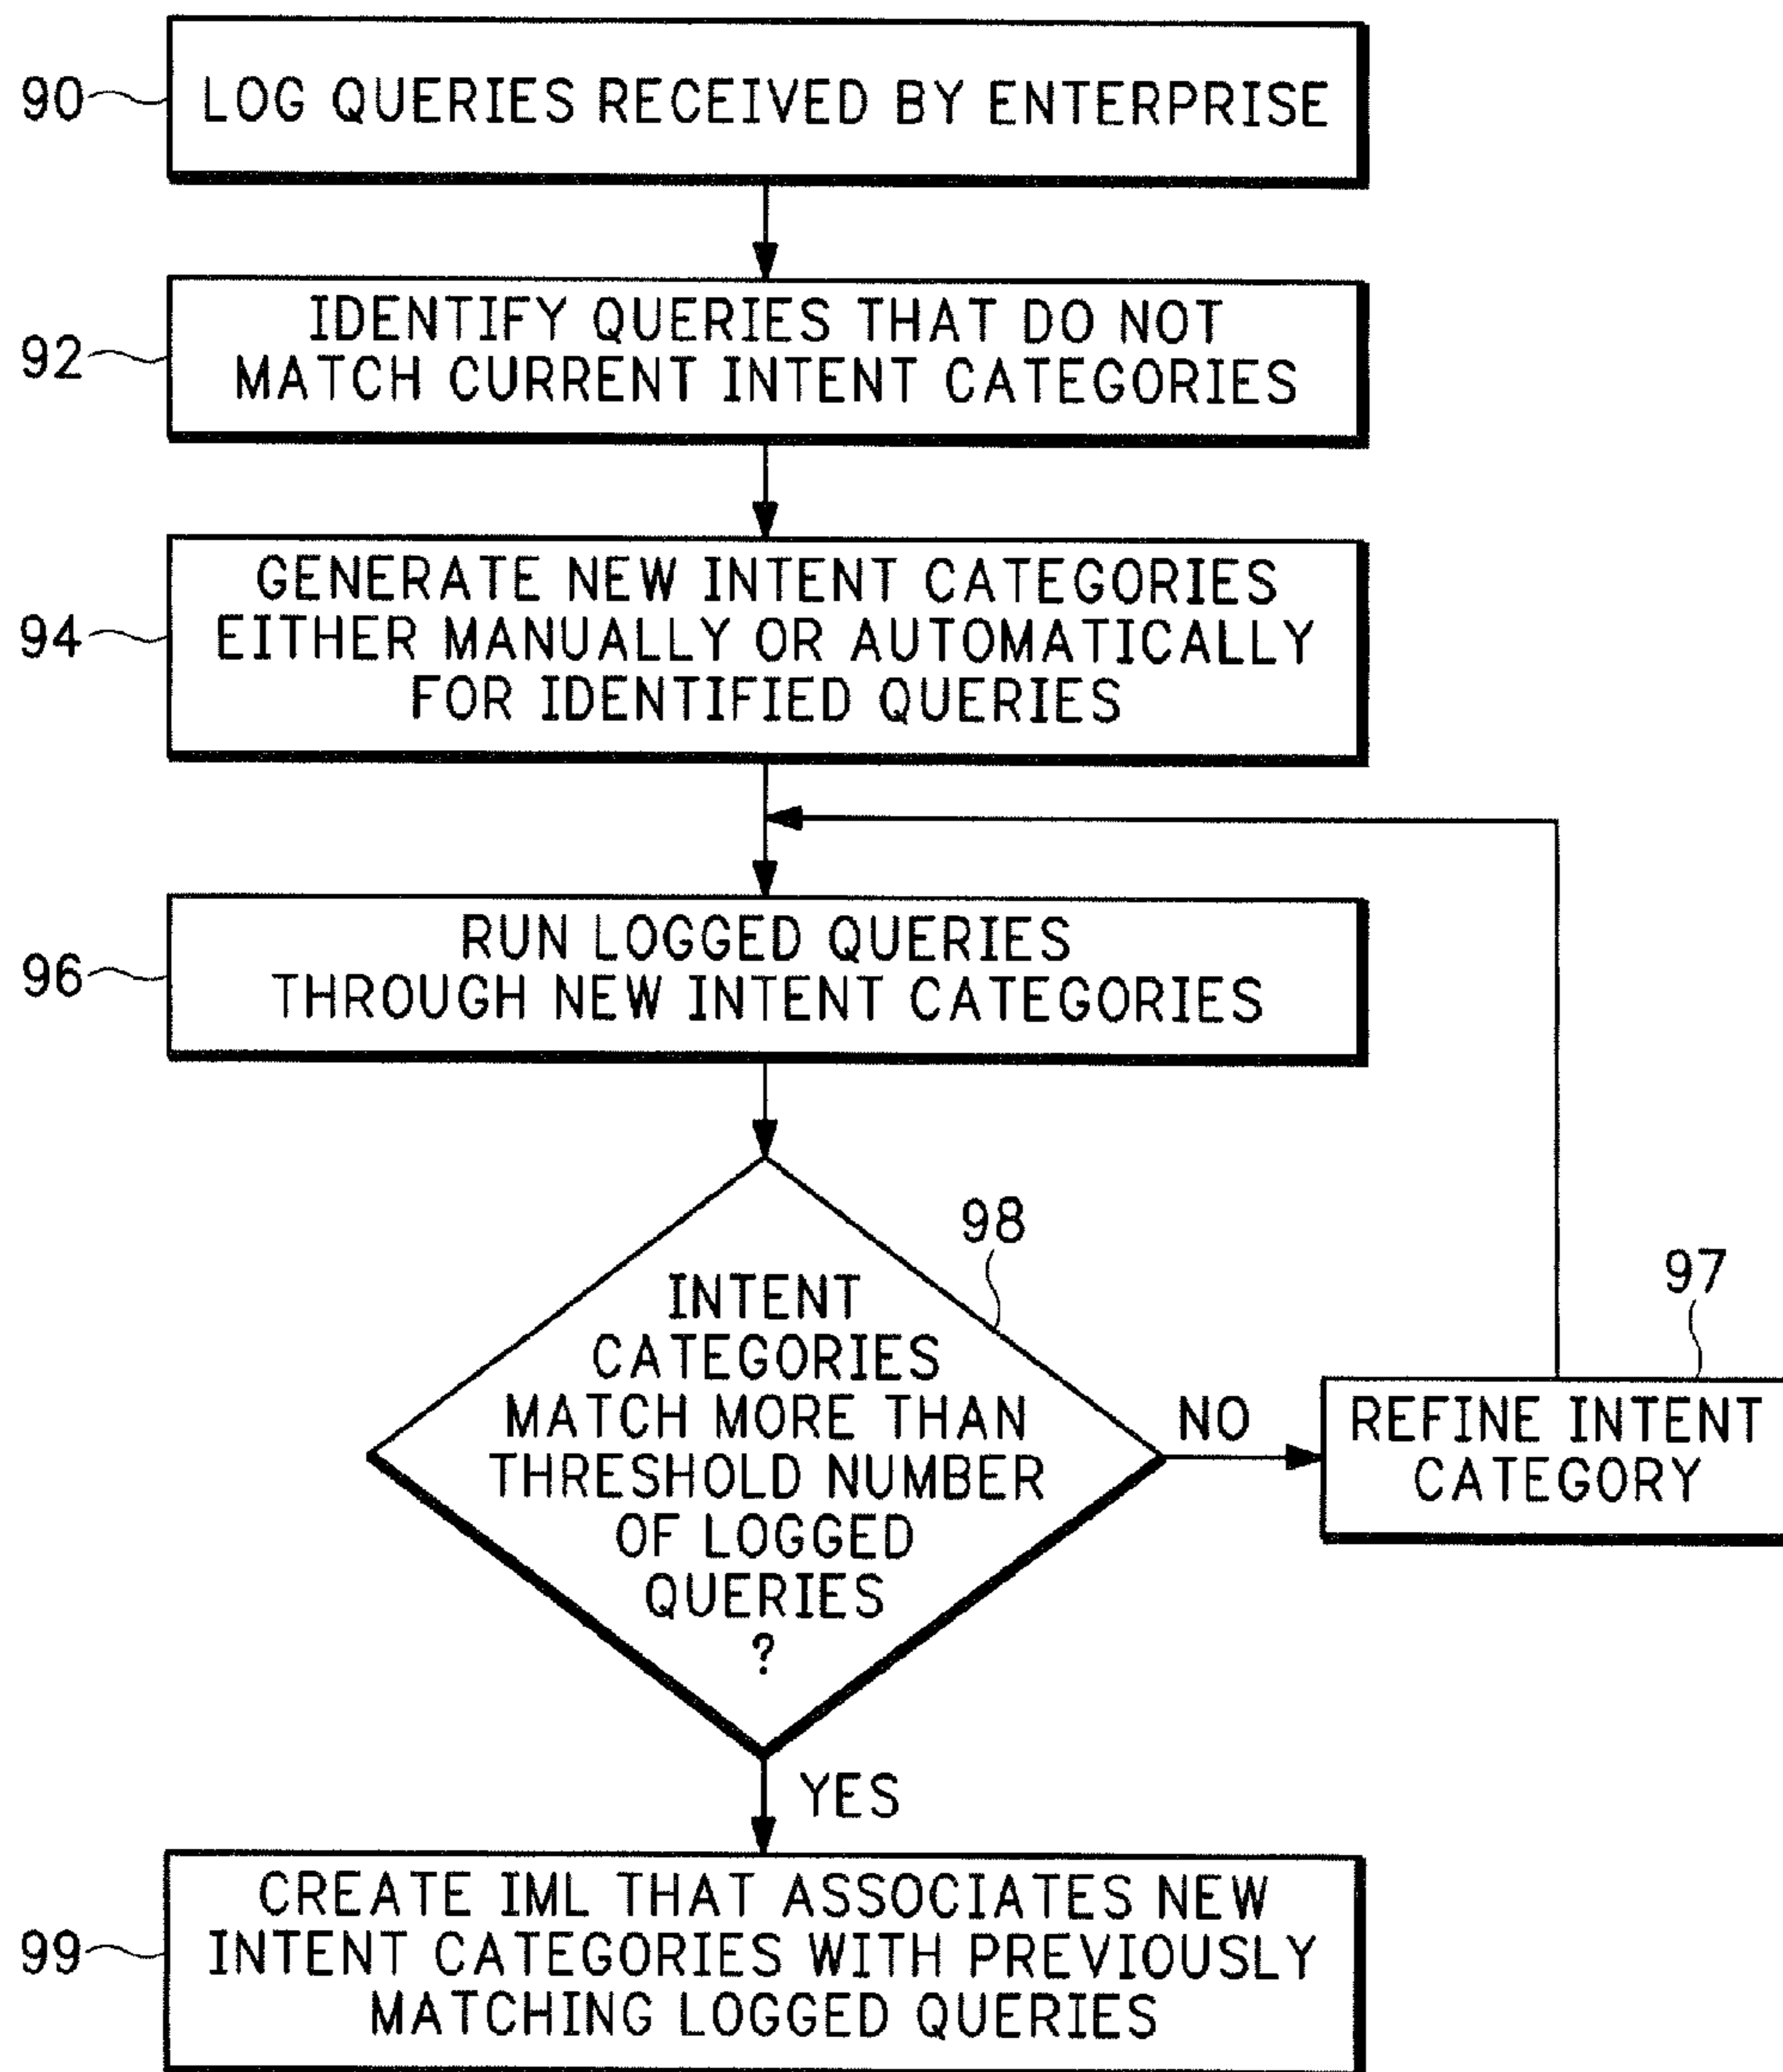 90
LOG QUERIES RECEIVED BY ENTERPRISE
92
IDENTIFY QUERIES THAT DO NOT
MATCH CURRENT INTENT CATEGORIES
94
GENERATE NEW INTENT CATEGORIES
EITHER MANUALLY OR AUTOMATICALLY
FOR IDENTIFIED QUERIES
96
RUN LOGGED QUERIES
THROUGH NEW INTENT CATEGORIES
98
INTENT
CATEGORIES
MATCH MORE THAN
THRESHOLD NUMBER
OF LOGGED
QUERIES
?
NO
97
REFINE INTENT
CATEGORY
YES
99
CREATE IML THAT ASSOCIATES NEW
INTENT CATEGORIES WITH PREVIOUSLY
MATCHING LOGGED QUERIES